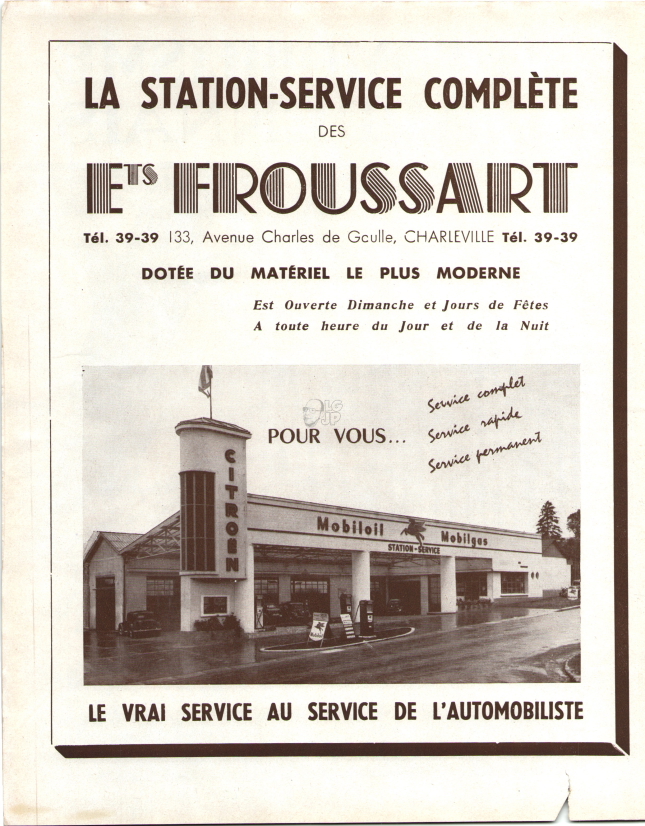 LA STATION-SERVICE COMPLÈTE
DES
ETS FROUSSART
Tél. 39-39 133, Avenue Charles de Gaulle, CHARLEVILLE Tél. 39-39
DOTÉE DU MATÉRIEL LE PLUS MODERNE
Est Ouverte Dimanche et Jours de Fêtes
A toute heure du Jour et de la Nuit
LG
JP
POUR VOUS...
Service complet
Service rapide
Service permanent
CITROËN
Mobiloil Mobilgas
STATION-SERVICE
LE VRAI SERVICE AU SERVICE DE L'AUTOMOBILISTE